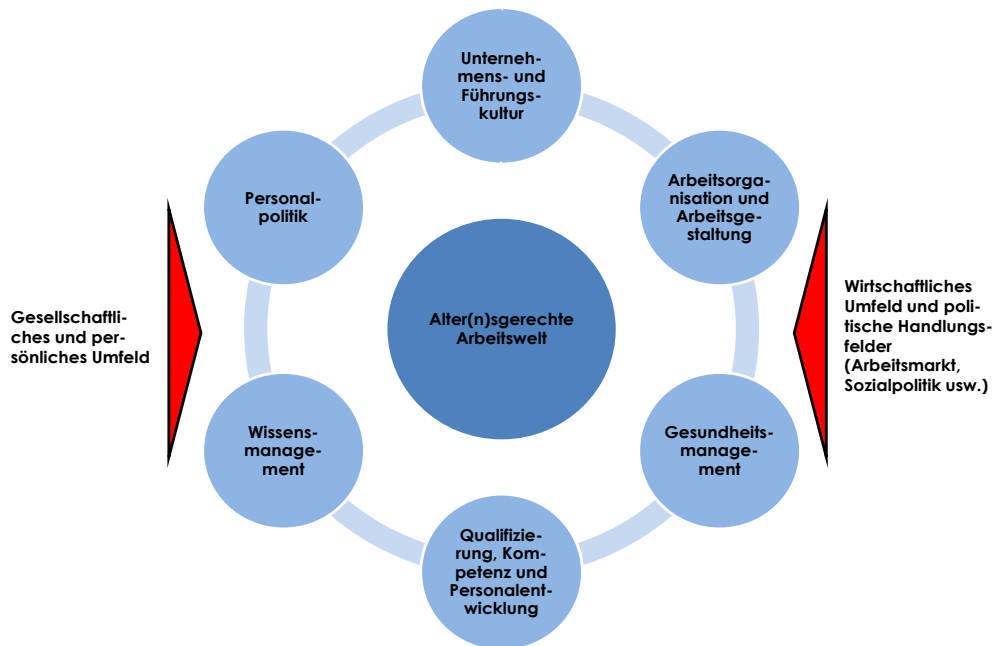 Unterneh-
mens- und
Führungs-
kultur
Personal-
politik
Arbeitsorga-
nisation und
Arbeitsge-
staltung
Alter(n)sgerechte
Arbeitswelt
Gesellschaftli-
ches und per-
sönliches Umfeld
Wirtschaftliches
Umfeld und poli-
tische Handlungs-
felder
(Arbeitsmarkt,
Sozialpolitik usw.)
Wissens-
manage-
ment
Gesundheits-
manage-
ment
Qualifizie-
rung, Kom-
petenz und
Personalent-
wicklung